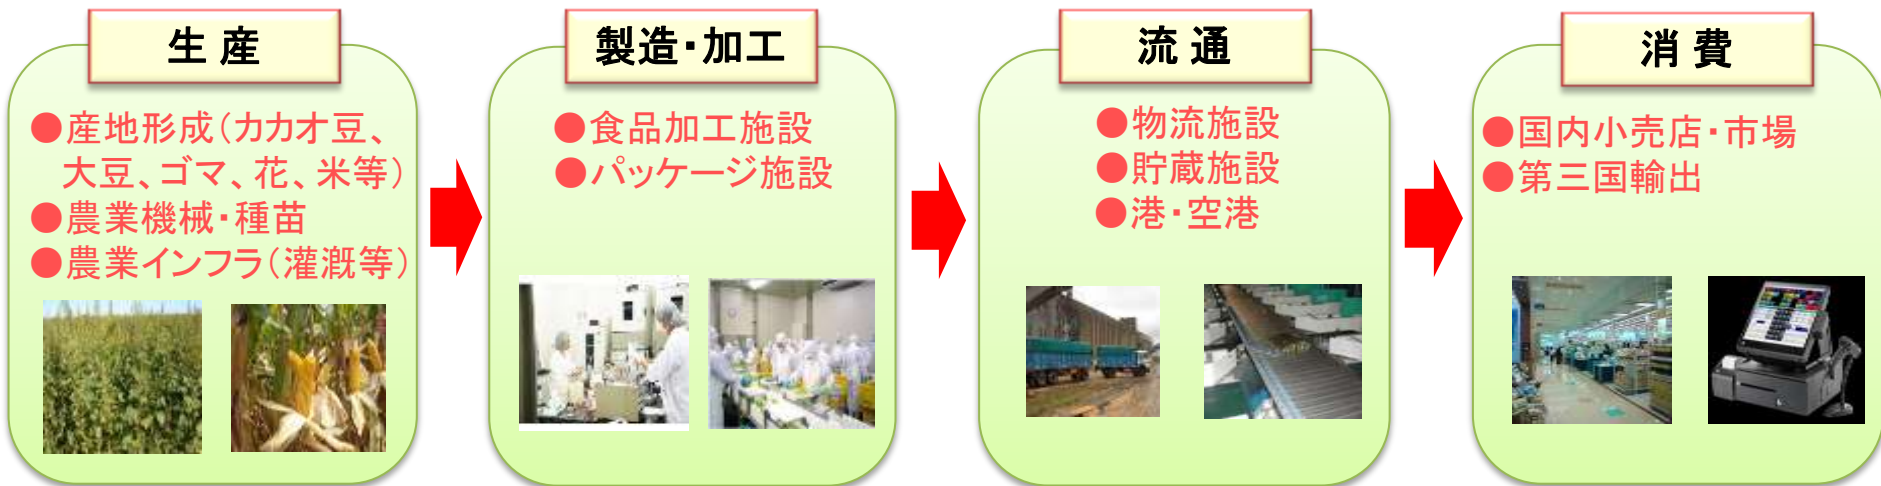 生 産
●産地形成(カカオ豆、
大豆、ゴマ、花、米等)
●農業機械・種苗
●農業インフラ(灌漑等)
製造・加工
●食品加工施設
●パッケージ施設
流 通
●物流施設
●貯蔵施設
●港・空港
消 費
●国内小売店・市場
●第三国輸出